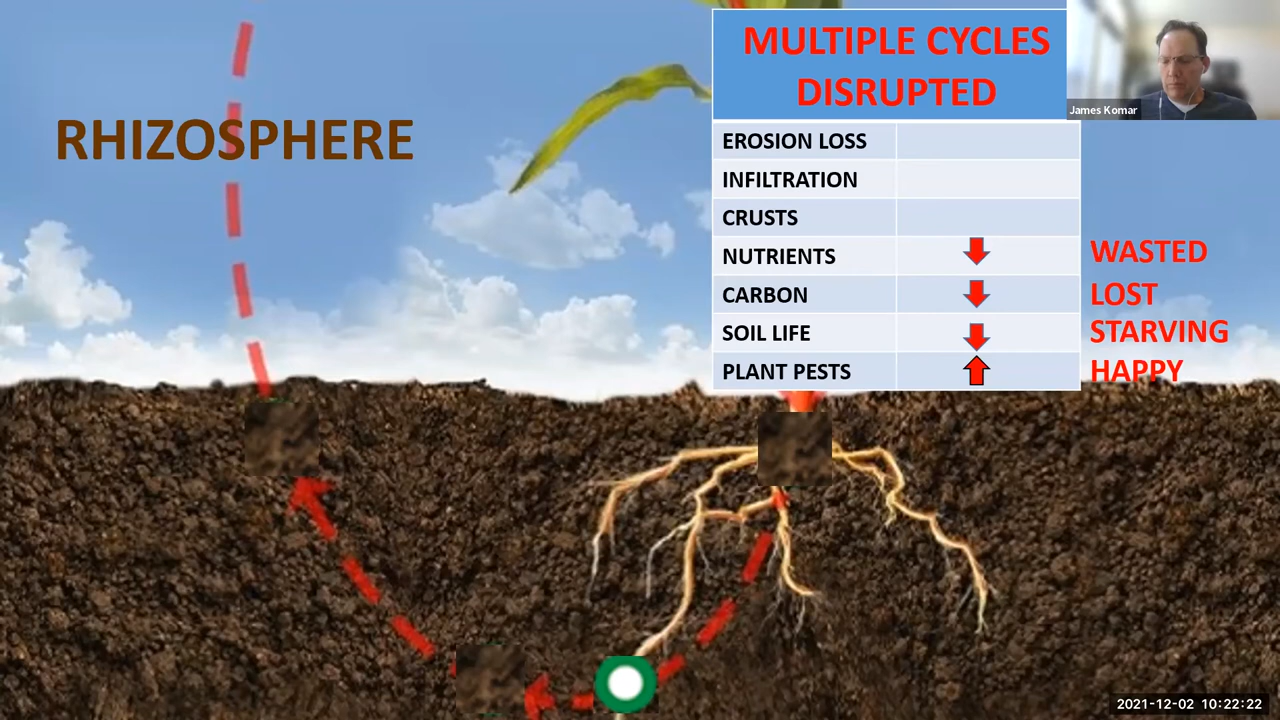 RHIZOSPHERE
MULTIPLE CYCLES
DISRUPTED
James Komar
EROSION LOSS
INFILTRATION
CRUSTS
NUTRIENTS
WASTED
CARBON
LOST
SOIL LIFE
STARVING
PLANT PESTS
HAPPY
2021-12-02 10:22:22